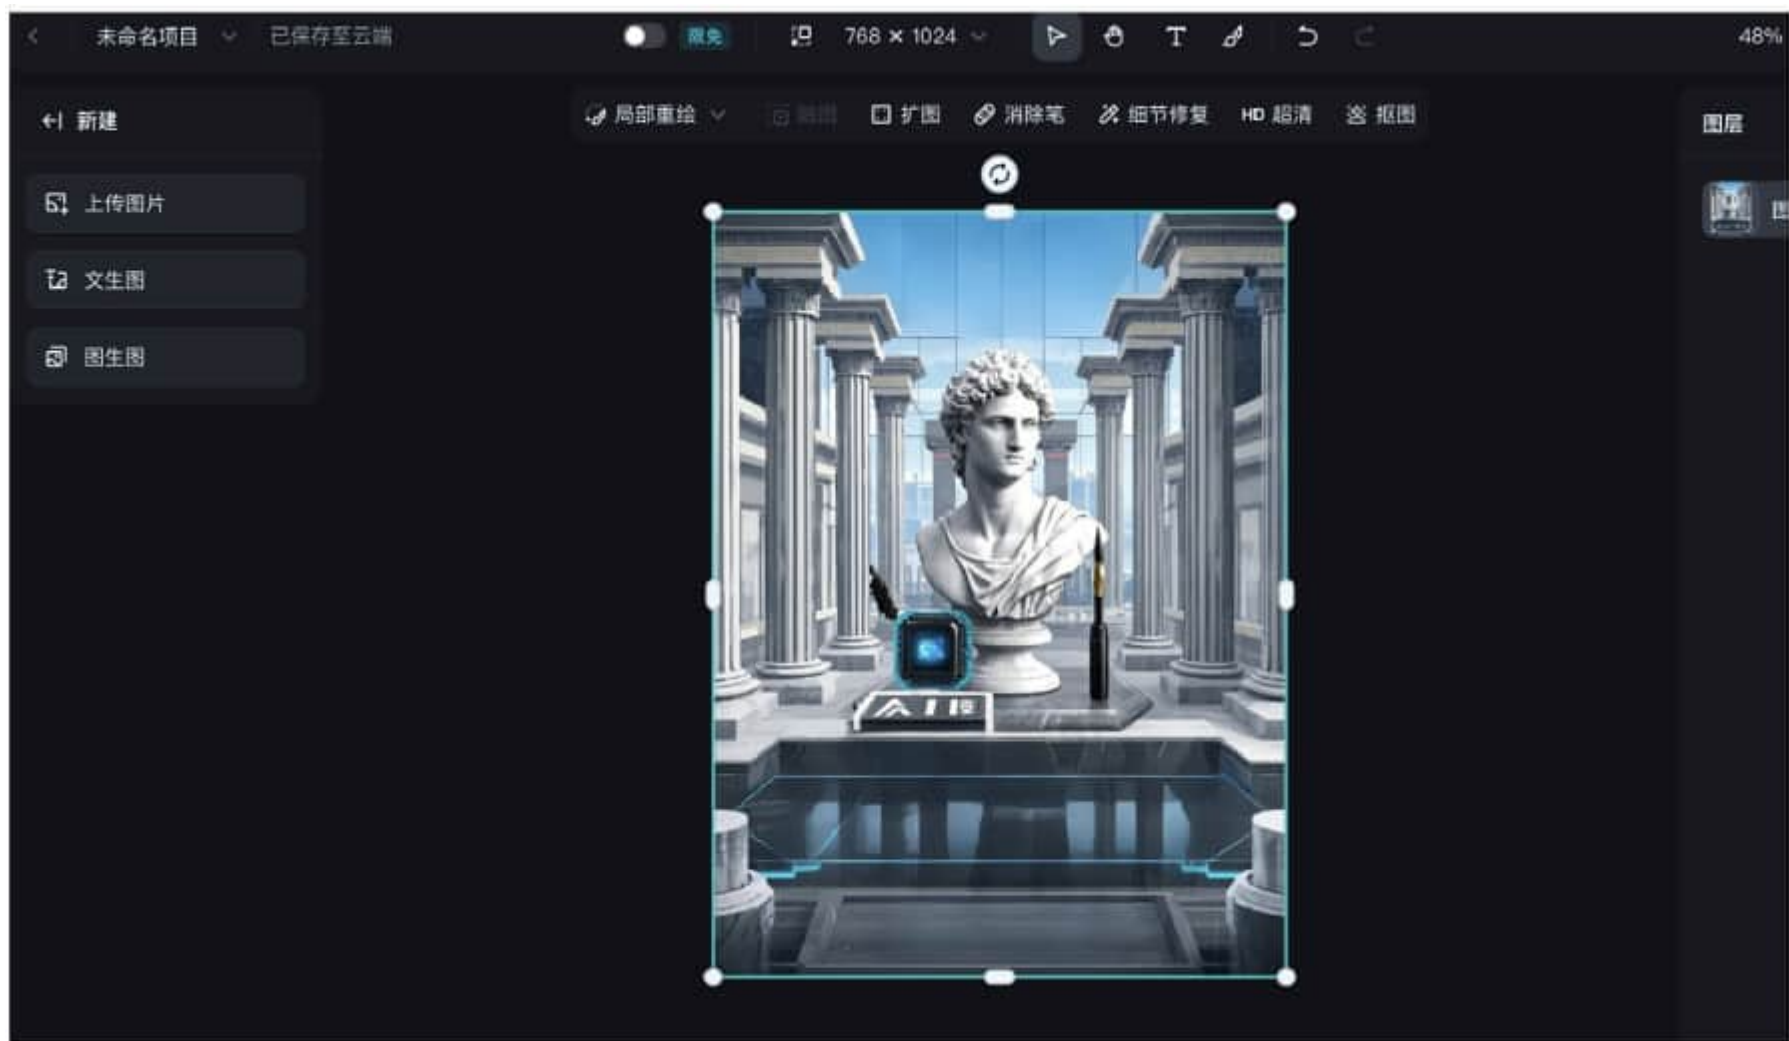 未命名项目 已保存至云端 限免 768 × 1024 48%
局部重绘 扩图 消除笔 细节修复 HD 超清 抠图
新建
图层
上传图片
文生图
图生图